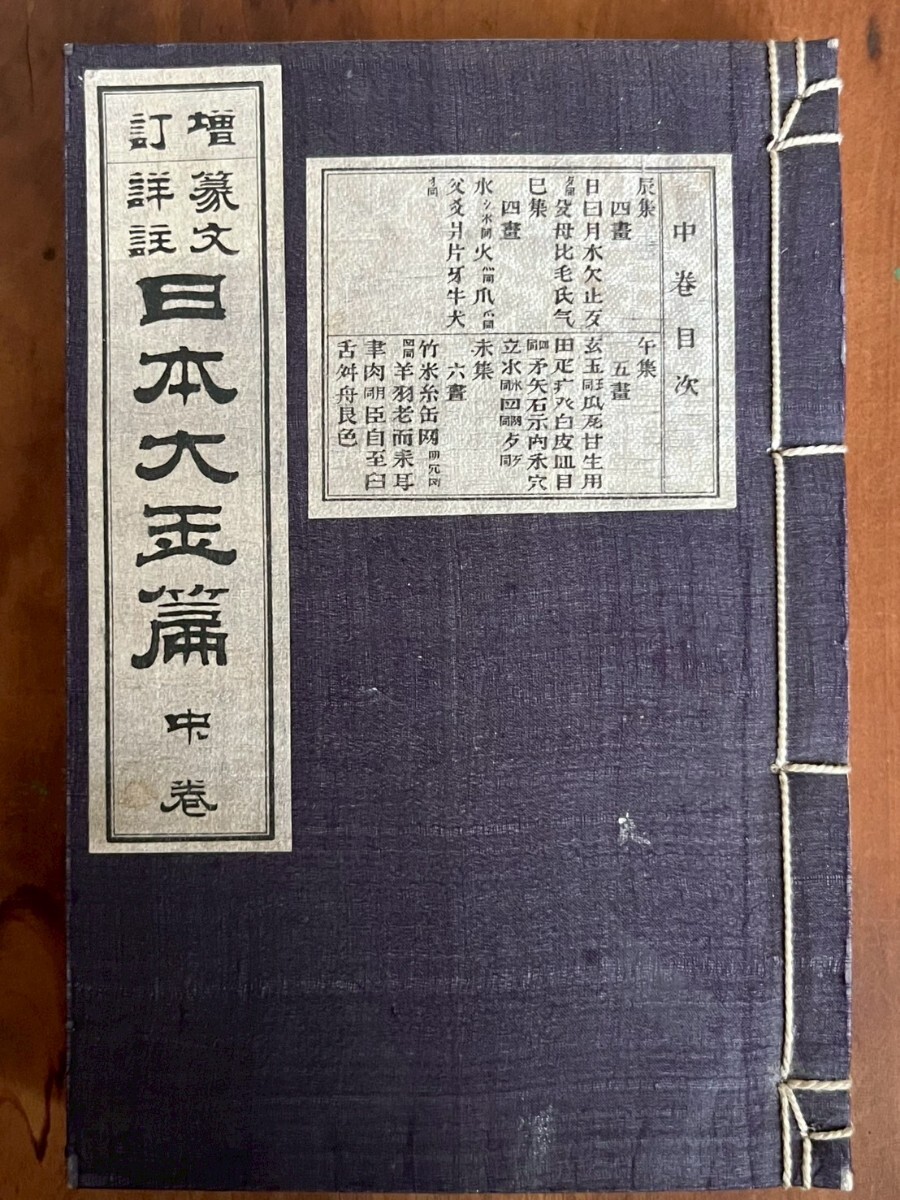 増訂
篆文
詳註
日本大玉篇
中卷
中卷目次
辰集
四畫
日曰月木欠止歹
殳母比毛氏气
巳集
四畫
水火爪
父爻爿片牙牛犬
午集
五畫
玄玉瓜瓦甘生用
田疋疒癶白皮皿目
矛矢石示禸禾穴
立
未集
六畫
竹米糸缶网
羊羽老而耒耳
聿肉臣自至臼
舌舛舟艮色